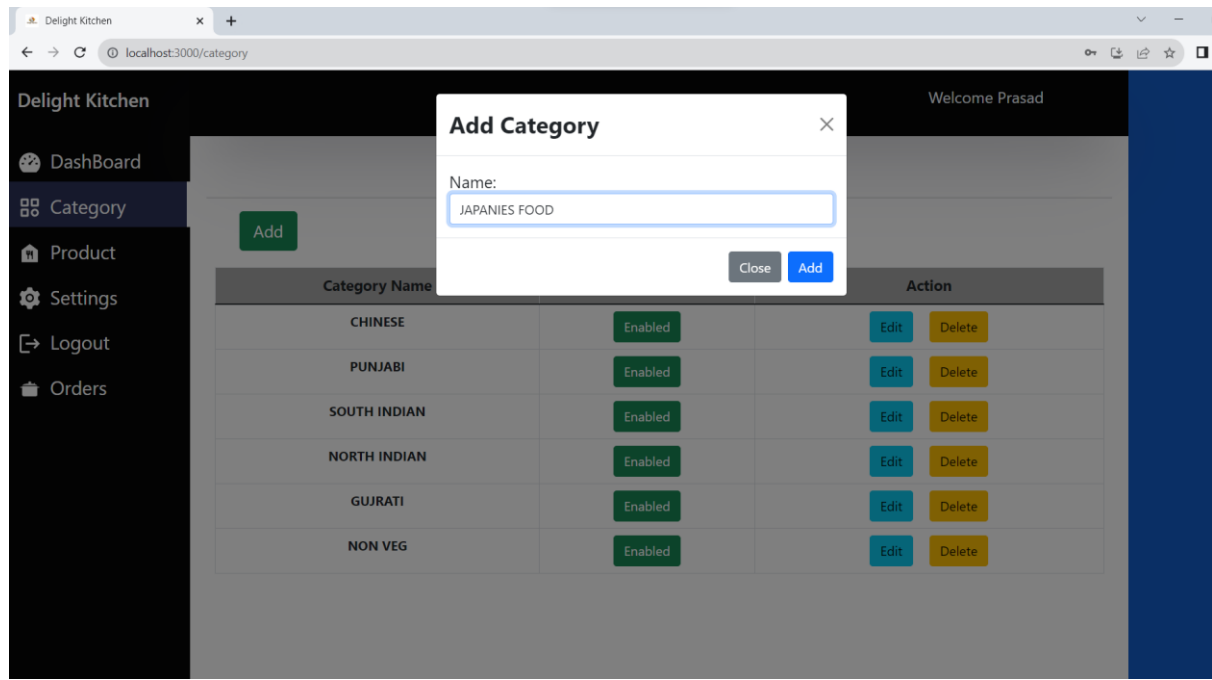 Delight Kitchen
localhost:3000/category
Delight Kitchen
Welcome Prasad
Add Category
Name:
JAPANIES FOOD
Close Add
DashBoard
Category
Product
Settings
Logout
Orders
Add
Category Name Action
CHINESE Enabled Edit Delete
PUNJABI Enabled Edit Delete
SOUTH INDIAN Enabled Edit Delete
NORTH INDIAN Enabled Edit Delete
GUJRATI Enabled Edit Delete
NON VEG Enabled Edit Delete